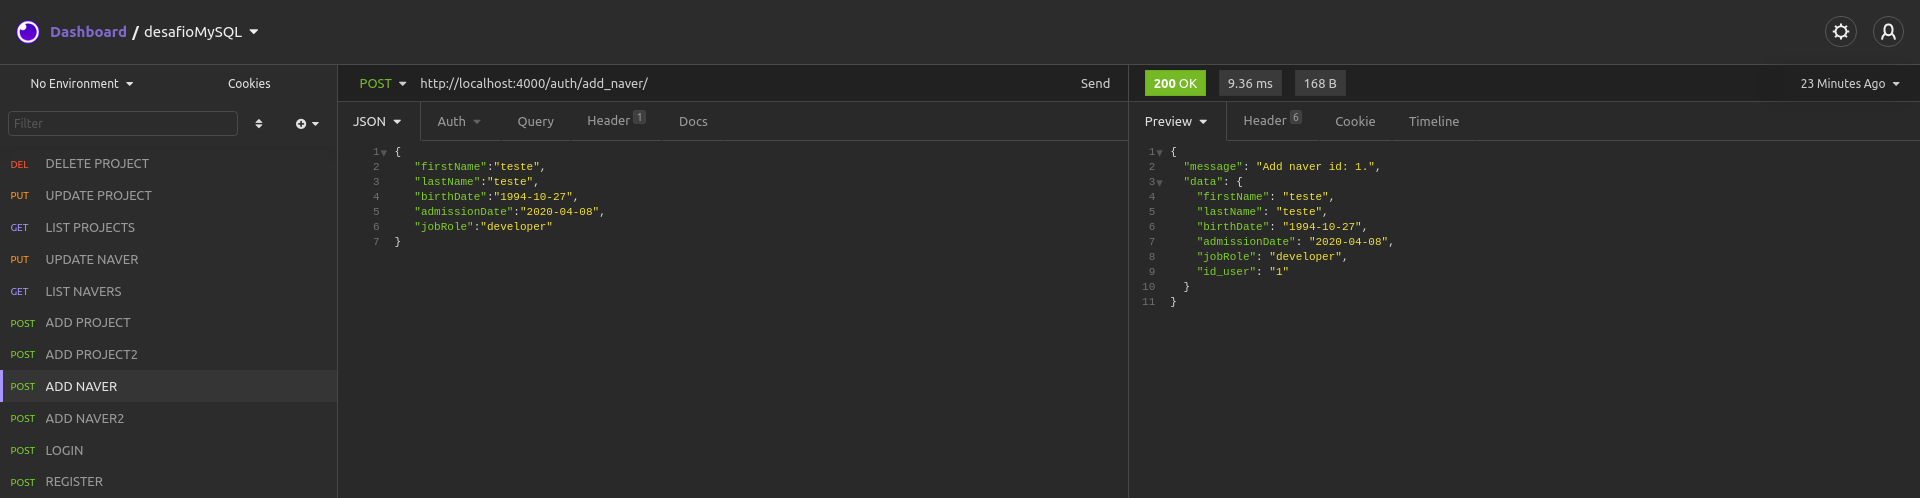 Dashboard / desafioMySQL
No Environment
Cookies
Filter
DEL DELETE PROJECT
PUT UPDATE PROJECT
GET LIST PROJECTS
PUT UPDATE NAVER
GET LIST NAVERS
POST ADD PROJECT
POST ADD PROJECT2
POST ADD NAVER
POST ADD NAVER2
POST LOGIN
POST REGISTER
POST http://localhost:4000/auth/add_naver/ Send
JSON Auth Query Header 1 Docs
1 {
2 "firstName":"teste",
3 "lastName":"teste",
4 "birthDate":"1994-10-27",
5 "admissionDate":"2020-04-08",
6 "jobRole":"developer"
7 }
200 OK 9.36 ms 168 B 23 Minutes Ago
Preview Header 6 Cookie Timeline
1 {
2 "message": "Add naver id: 1.",
3 "data": {
4 "firstName": "teste",
5 "lastName": "teste",
6 "birthDate": "1994-10-27",
7 "admissionDate": "2020-04-08",
8 "jobRole": "developer",
9 "id_user": "1"
10 }
11 }